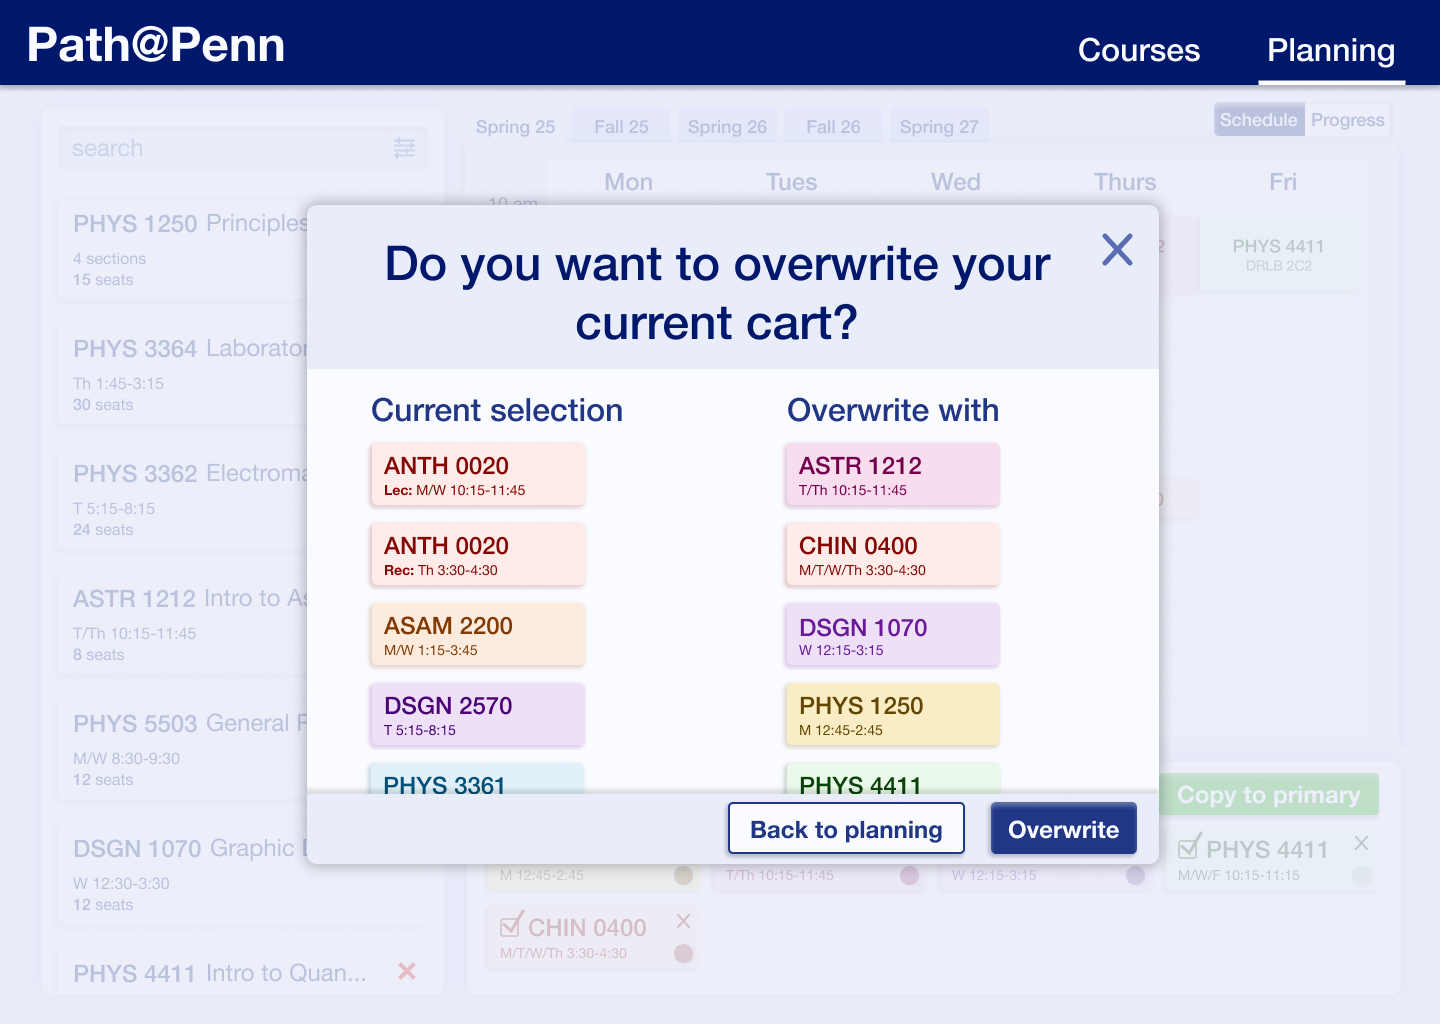 Path@Penn
Courses
Planning
search
Spring 25
Fall 25
Spring 26
Fall 26
Spring 27
Schedule
Progress
Mon
Tues
Wed
Thurs
Fri
10 am
PHYS 1250 Principles
4 sections
15 seats
PHYS 3364 Laborator
Th 1:45-3:15
30 seats
PHYS 3362 Electroma
T 5:15-8:15
24 seats
ASTR 1212 Intro to As
T/Th 10:15-11:45
8 seats
PHYS 5503 General
M/W 8:30-9:30
12 seats
DSGN 1070 Graphic
W 12:30-3:30
12 seats
PHYS 4411 Intro to Quan...
PHYS 4411
DRLB 2C2
Do you want to overwrite your
current cart?
Current selection
ANTH 0020
Lec: M/W 10:15-11:45
ANTH 0020
Rec: Th 3:30-4:30
ASAM 2200
M/W 1:15-3:45
DSGN 2570
T 5:15-8:15
PHYS 3361
Overwrite with
ASTR 1212
T/Th 10:15-11:45
CHIN 0400
M/T/W/Th 3:30-4:30
DSGN 1070
W 12:15-3:15
PHYS 1250
M 12:45-2:45
PHYS 4411
Back to planning
Overwrite
Copy to primary
M 12:45-2:45
T/Th 10:15-11:45
W 12:15-3:15
PHYS 4411
M/W/F 10:15-11:15
CHIN 0400
M/T/W/Th 3:30-4:30